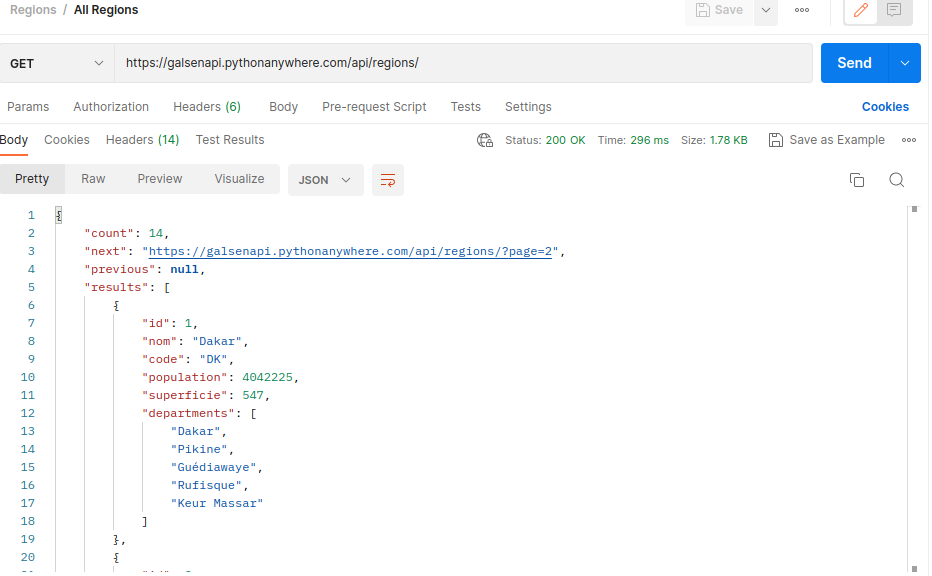 Regions / All Regions Save
GET https://galsenapi.pythonanywhere.com/api/regions/ Send
Params Authorization Headers (6) Body Pre-request Script Tests Settings Cookies
Body Cookies Headers (14) Test Results Status: 200 OK Time: 296 ms Size: 1.78 KB Save as Example
Pretty Raw Preview Visualize JSON
1 {
2 "count": 14,
3 "next": "https://galsenapi.pythonanywhere.com/api/regions/?page=2",
4 "previous": null,
5 "results": [
6 {
7 "id": 1,
8 "nom": "Dakar",
9 "code": "DK",
10 "population": 4042225,
11 "superficie": 547,
12 "departments": [
13 "Dakar",
14 "Pikine",
15 "Guédiawaye",
16 "Rufisque",
17 "Keur Massar"
18 ]
19 },
20 {